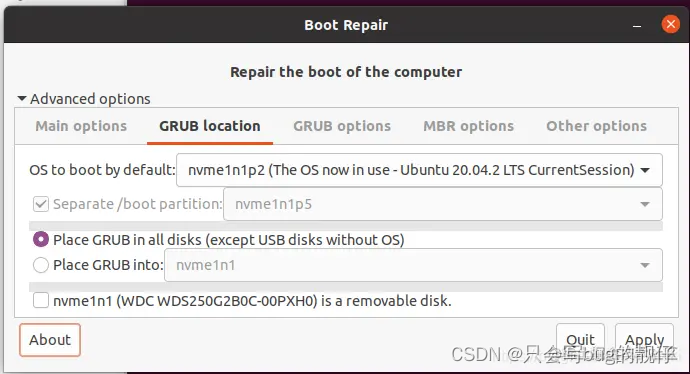 Boot Repair
Repair the boot of the computer
Advanced options
Main options GRUB location GRUB options MBR options Other options
OS to boot by default: nvme1n1p2 (The OS now in use - Ubuntu 20.04.2 LTS CurrentSession)
Separate /boot partition: nvme1n1p5
Place GRUB in all disks (except USB disks without OS)
Place GRUB into: nvme1n1
nvme1n1 (WDC WDS250G2B0C-00PXH0) is a removable disk.
About Quit Apply
CSDN @只会写bug的靓仔